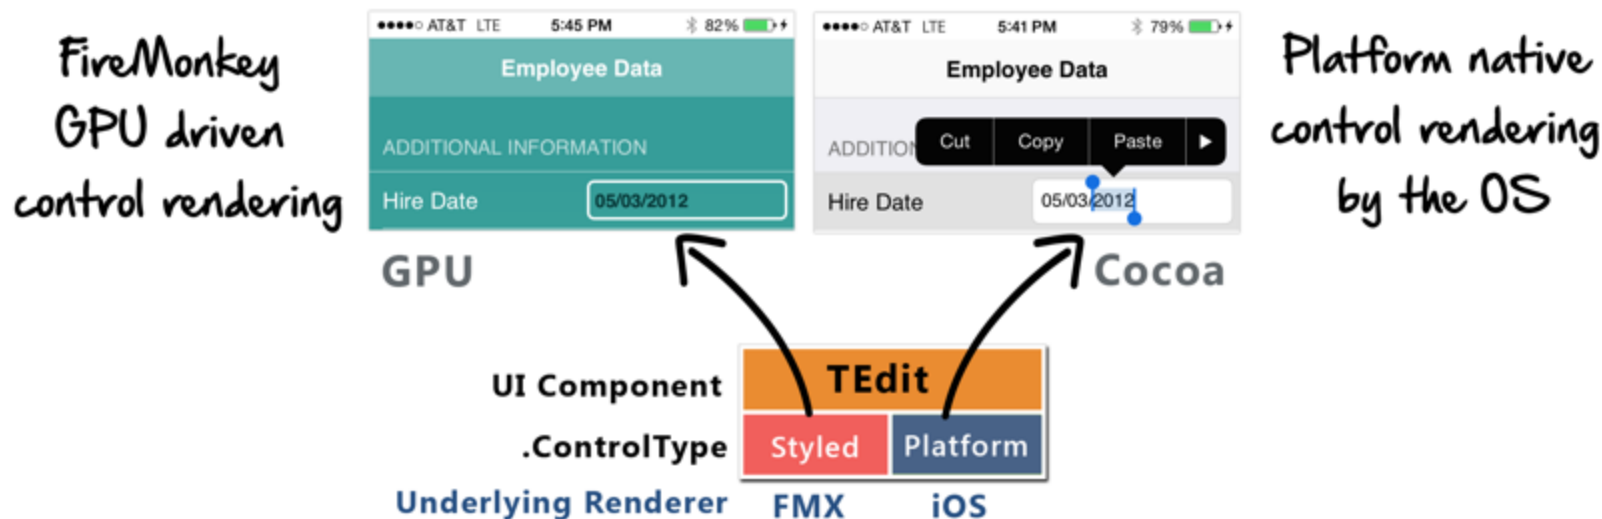 FireMonkey
GPU driven
control rendering
AT&T LTE 5:45 PM 82%
Employee Data
ADDITIONAL INFORMATION
Hire Date 05/03/2012
GPU
AT&T LTE 5:41 PM 79%
Employee Data
ADDITIO Cut Copy Paste
Hire Date 05/03/2012
Cocoa
Platform native
control rendering
by the OS
UI Component TEdit
.ControlType Styled Platform
Underlying Renderer FMX iOS